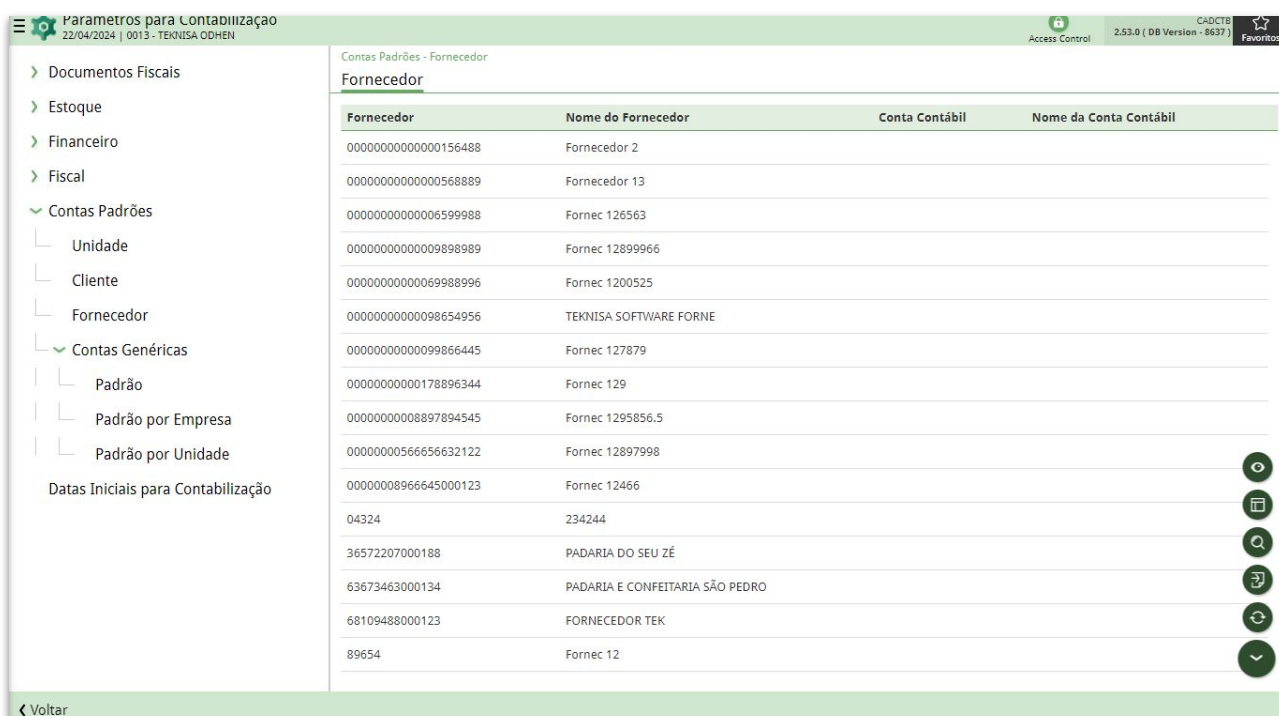 Parâmetros para Contabilização
22/04/2024 | 0013 - TEKNISA ODHEN
Access Control
CADCTB
2.53.0 ( DB Version - 8637 )
Favoritos
Documentos Fiscais
Estoque
Financeiro
Fiscal
Contas Padrões
Unidade
Cliente
Fornecedor
Contas Genéricas
Padrão
Padrão por Empresa
Padrão por Unidade
Datas Iniciais para Contabilização
Contas Padrões - Fornecedor
Fornecedor
Fornecedor Nome do Fornecedor Conta Contábil Nome da Conta Contábil
00000000000000156488 Fornecedor 2
00000000000000568889 Fornecedor 13
00000000000006599988 Fornec 126563
00000000000009898989 Fornec 12899966
00000000000069988996 Fornec 1200525
00000000000098654956 TEKNISA SOFTWARE FORNE
00000000000099866445 Fornec 127879
00000000000178896344 Fornec 129
00000000008897894545 Fornec 1295856.5
00000000566656632122 Fornec 12897998
00000008966645000123 Fornec 12466
04324 234244
36572207000188 PADARIA DO SEU ZÉ
63673463000134 PADARIA E CONFEITARIA SÃO PEDRO
68109488000123 FORNECEDOR TEK
89654 Fornec 12
Voltar